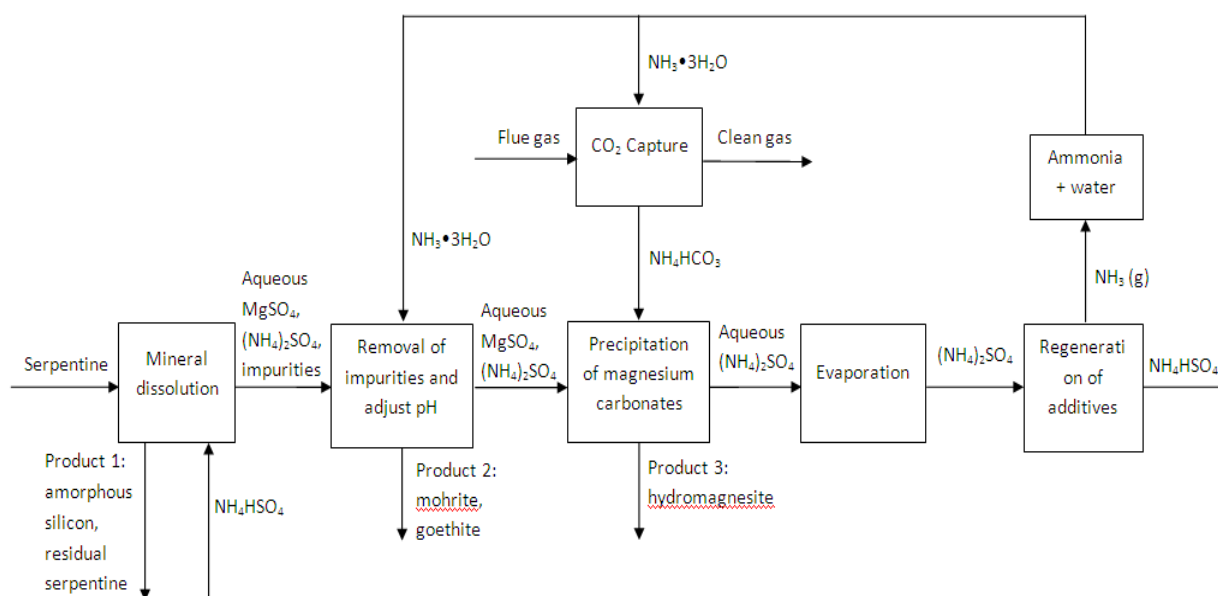 NH₃•3H₂O
Flue gas
CO₂ Capture
Clean gas
Ammonia
+ water
NH₃•3H₂O
NH₄HCO₃
NH₃ (g)
Aqueous
MgSO₄,
(NH₄)₂SO₄,
impurities
Aqueous
MgSO₄,
(NH₄)₂SO₄
Serpentine
Mineral
dissolution
Removal of
impurities and
adjust pH
Precipitation
of magnesium
carbonates
Aqueous
(NH₄)₂SO₄
Evaporation
(NH₄)₂SO₄
Regenerati
on of
additives
NH₄HSO₄
Product 1:
amorphous
silicon,
residual
serpentine
NH₄HSO₄
Product 2:
mohrite,
goethite
Product 3:
hydromagnesite